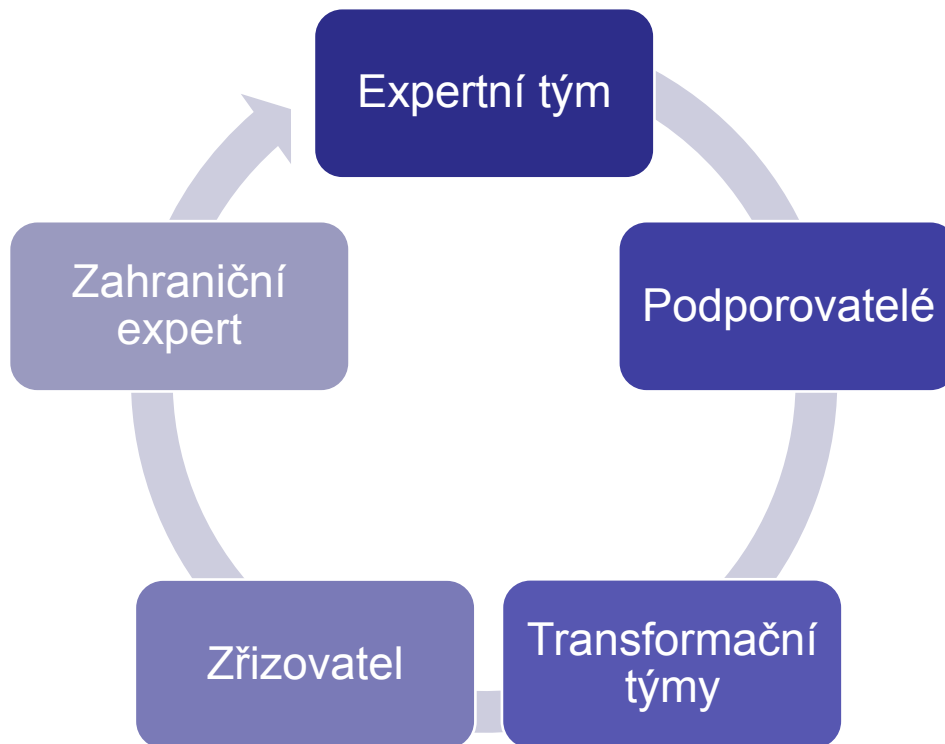 Expertní tým
Zahraniční
expert
Podporovatelé
Zřizovatel
Transformační
týmy